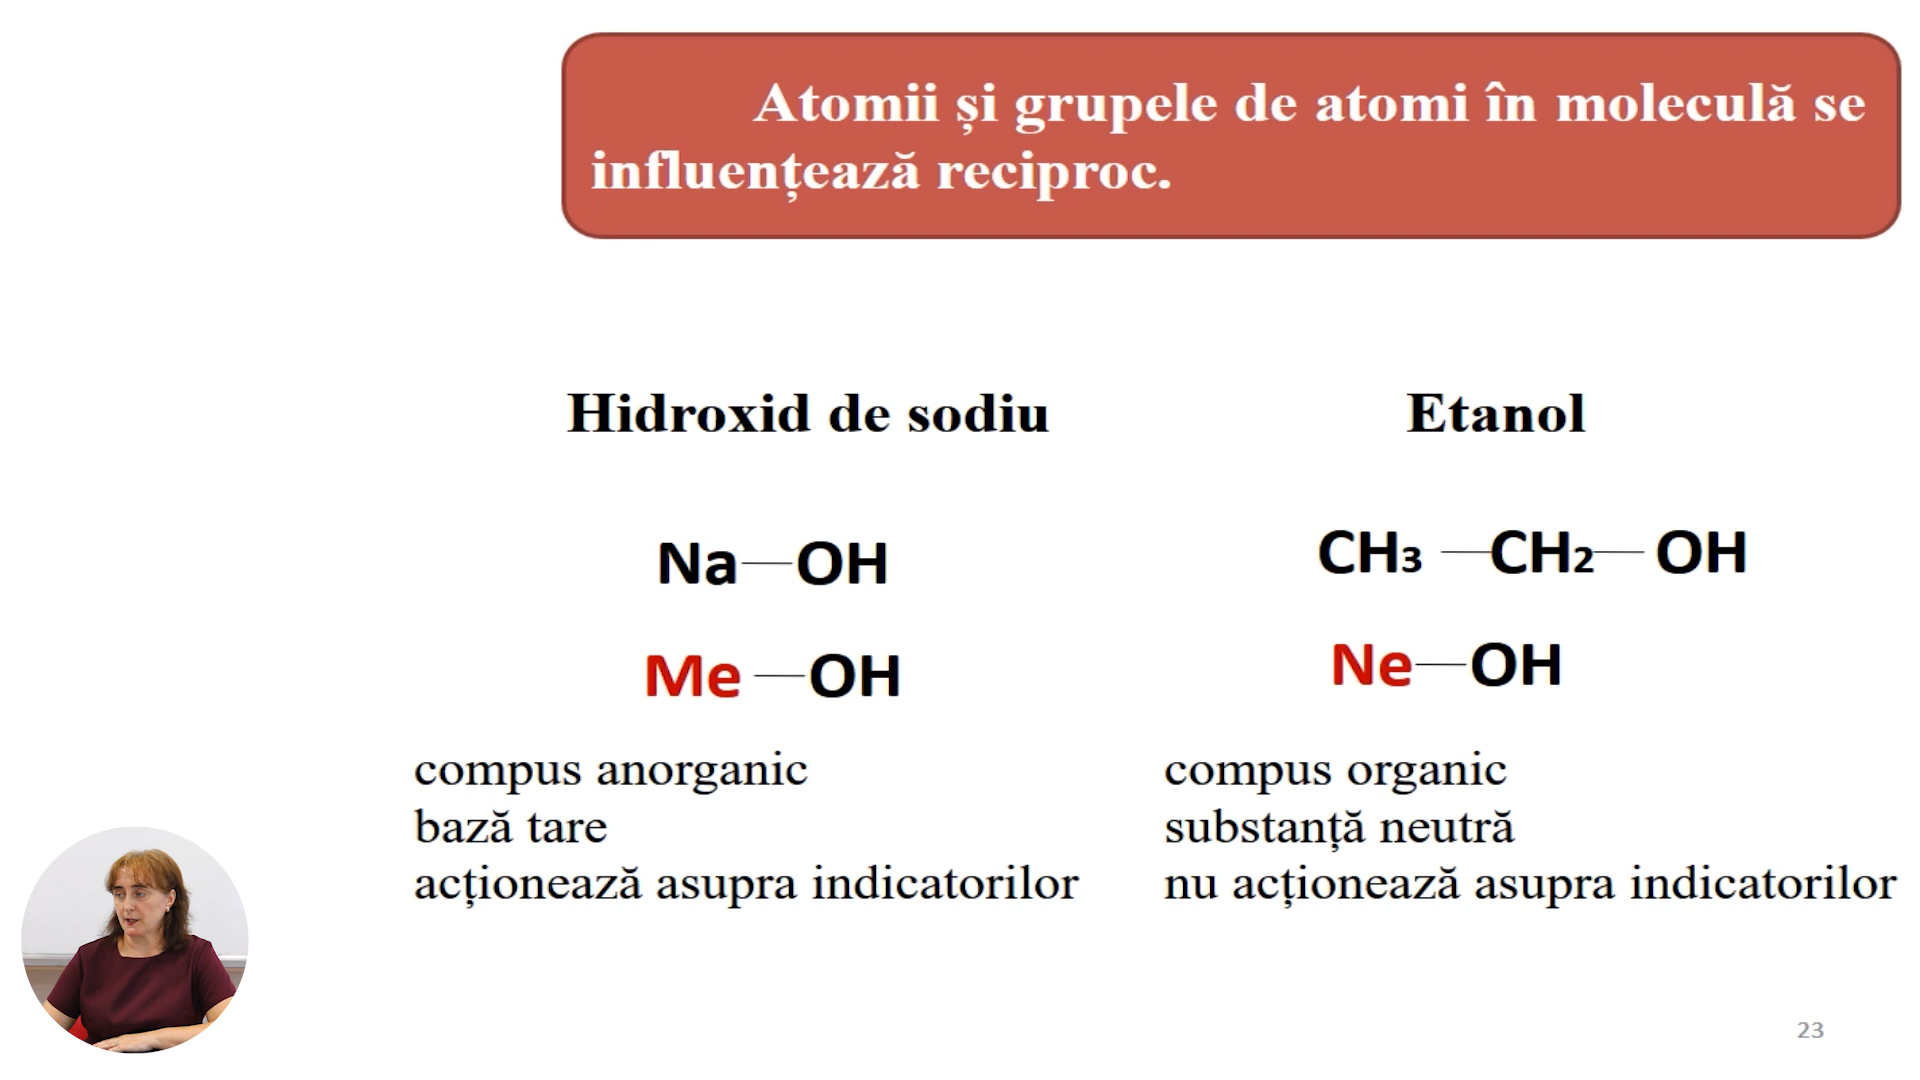 Atomii și grupele de atomi în moleculă se
influențează reciproc.
Hidroxid de sodiu
Na—OH
Me—OH
compus anorganic
bază tare
acționează asupra indicatorilor
Etanol
CH₃—CH₂—OH
Ne—OH
compus organic
substanță neutră
nu acționează asupra indicatorilor
23